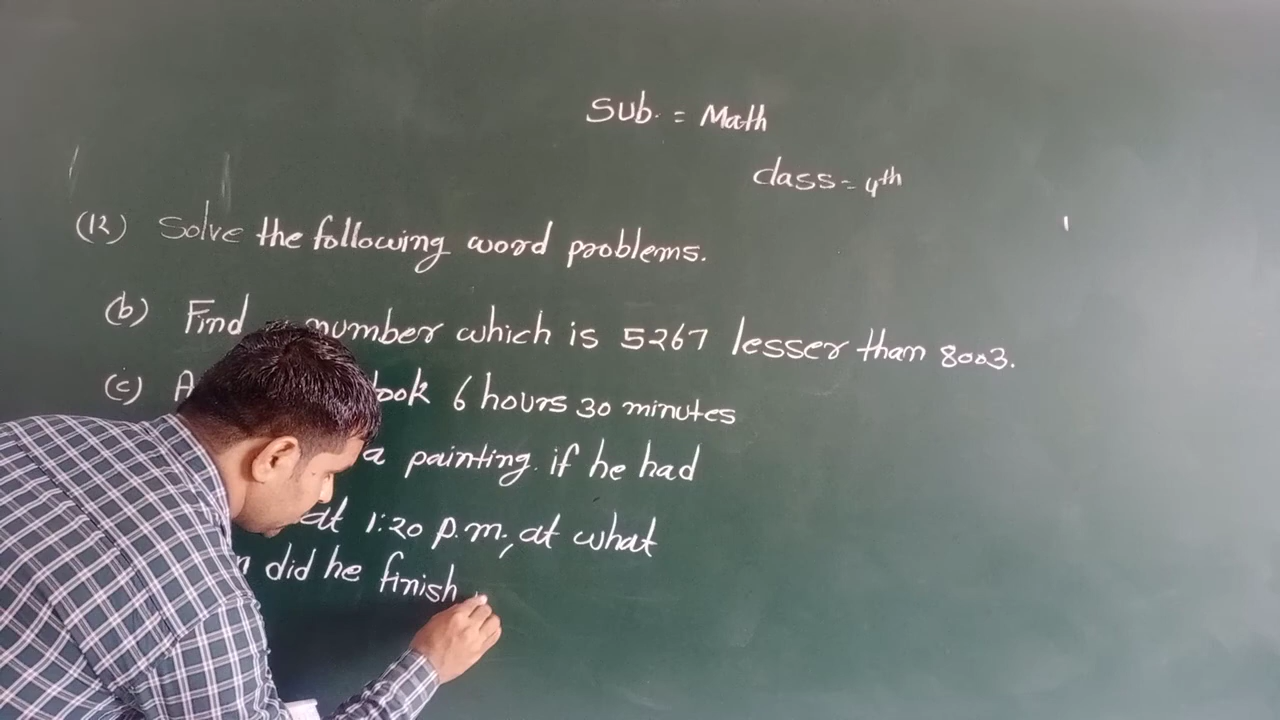 Sub. = Math
class = 4th
(12) Solve the following word problems.
(b) Find number which is 5267 lesser than 8003.
(c) A ook 6 hours 30 minutes
a painting. if he had
at 1:20 p.m., at what
n did he finish